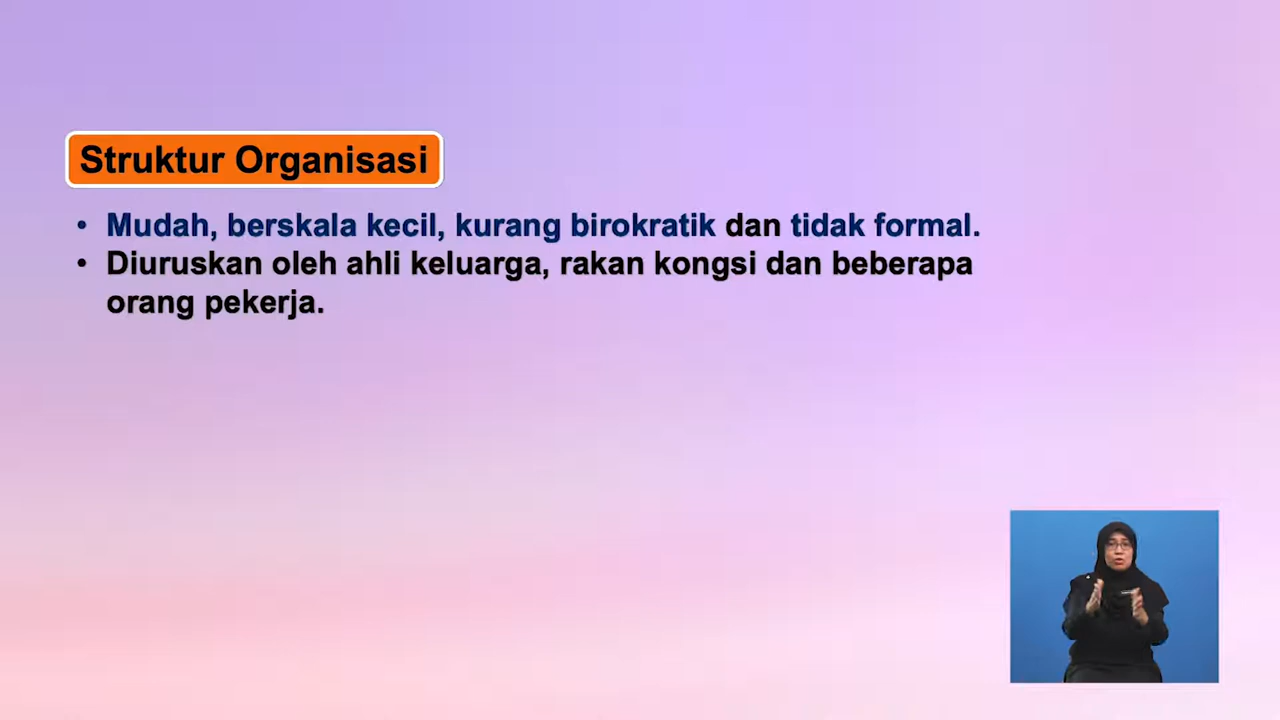 Struktur Organisasi
• Mudah, berskala kecil, kurang birokratik dan tidak formal.
• Diuruskan oleh ahli keluarga, rakan kongsi dan beberapa
orang pekerja.